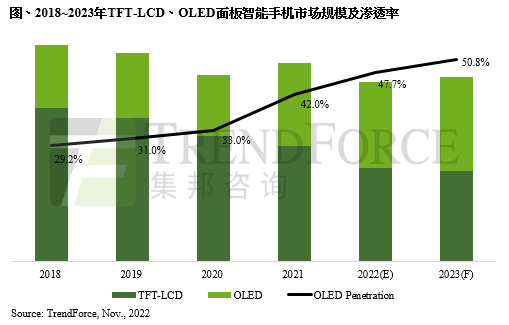 图、2018~2023年TFT-LCD、OLED面板智能手机市场规模及渗透率
TRENDFORCE
集邦咨询
29.2%
31.0%
33.0%
42.0%
47.7%
50.8%
2018
2019
2020
2021
2022(E)
2023(F)
TFT-LCD
OLED
OLED Penetration
Source: TrendForce, Nov., 2022